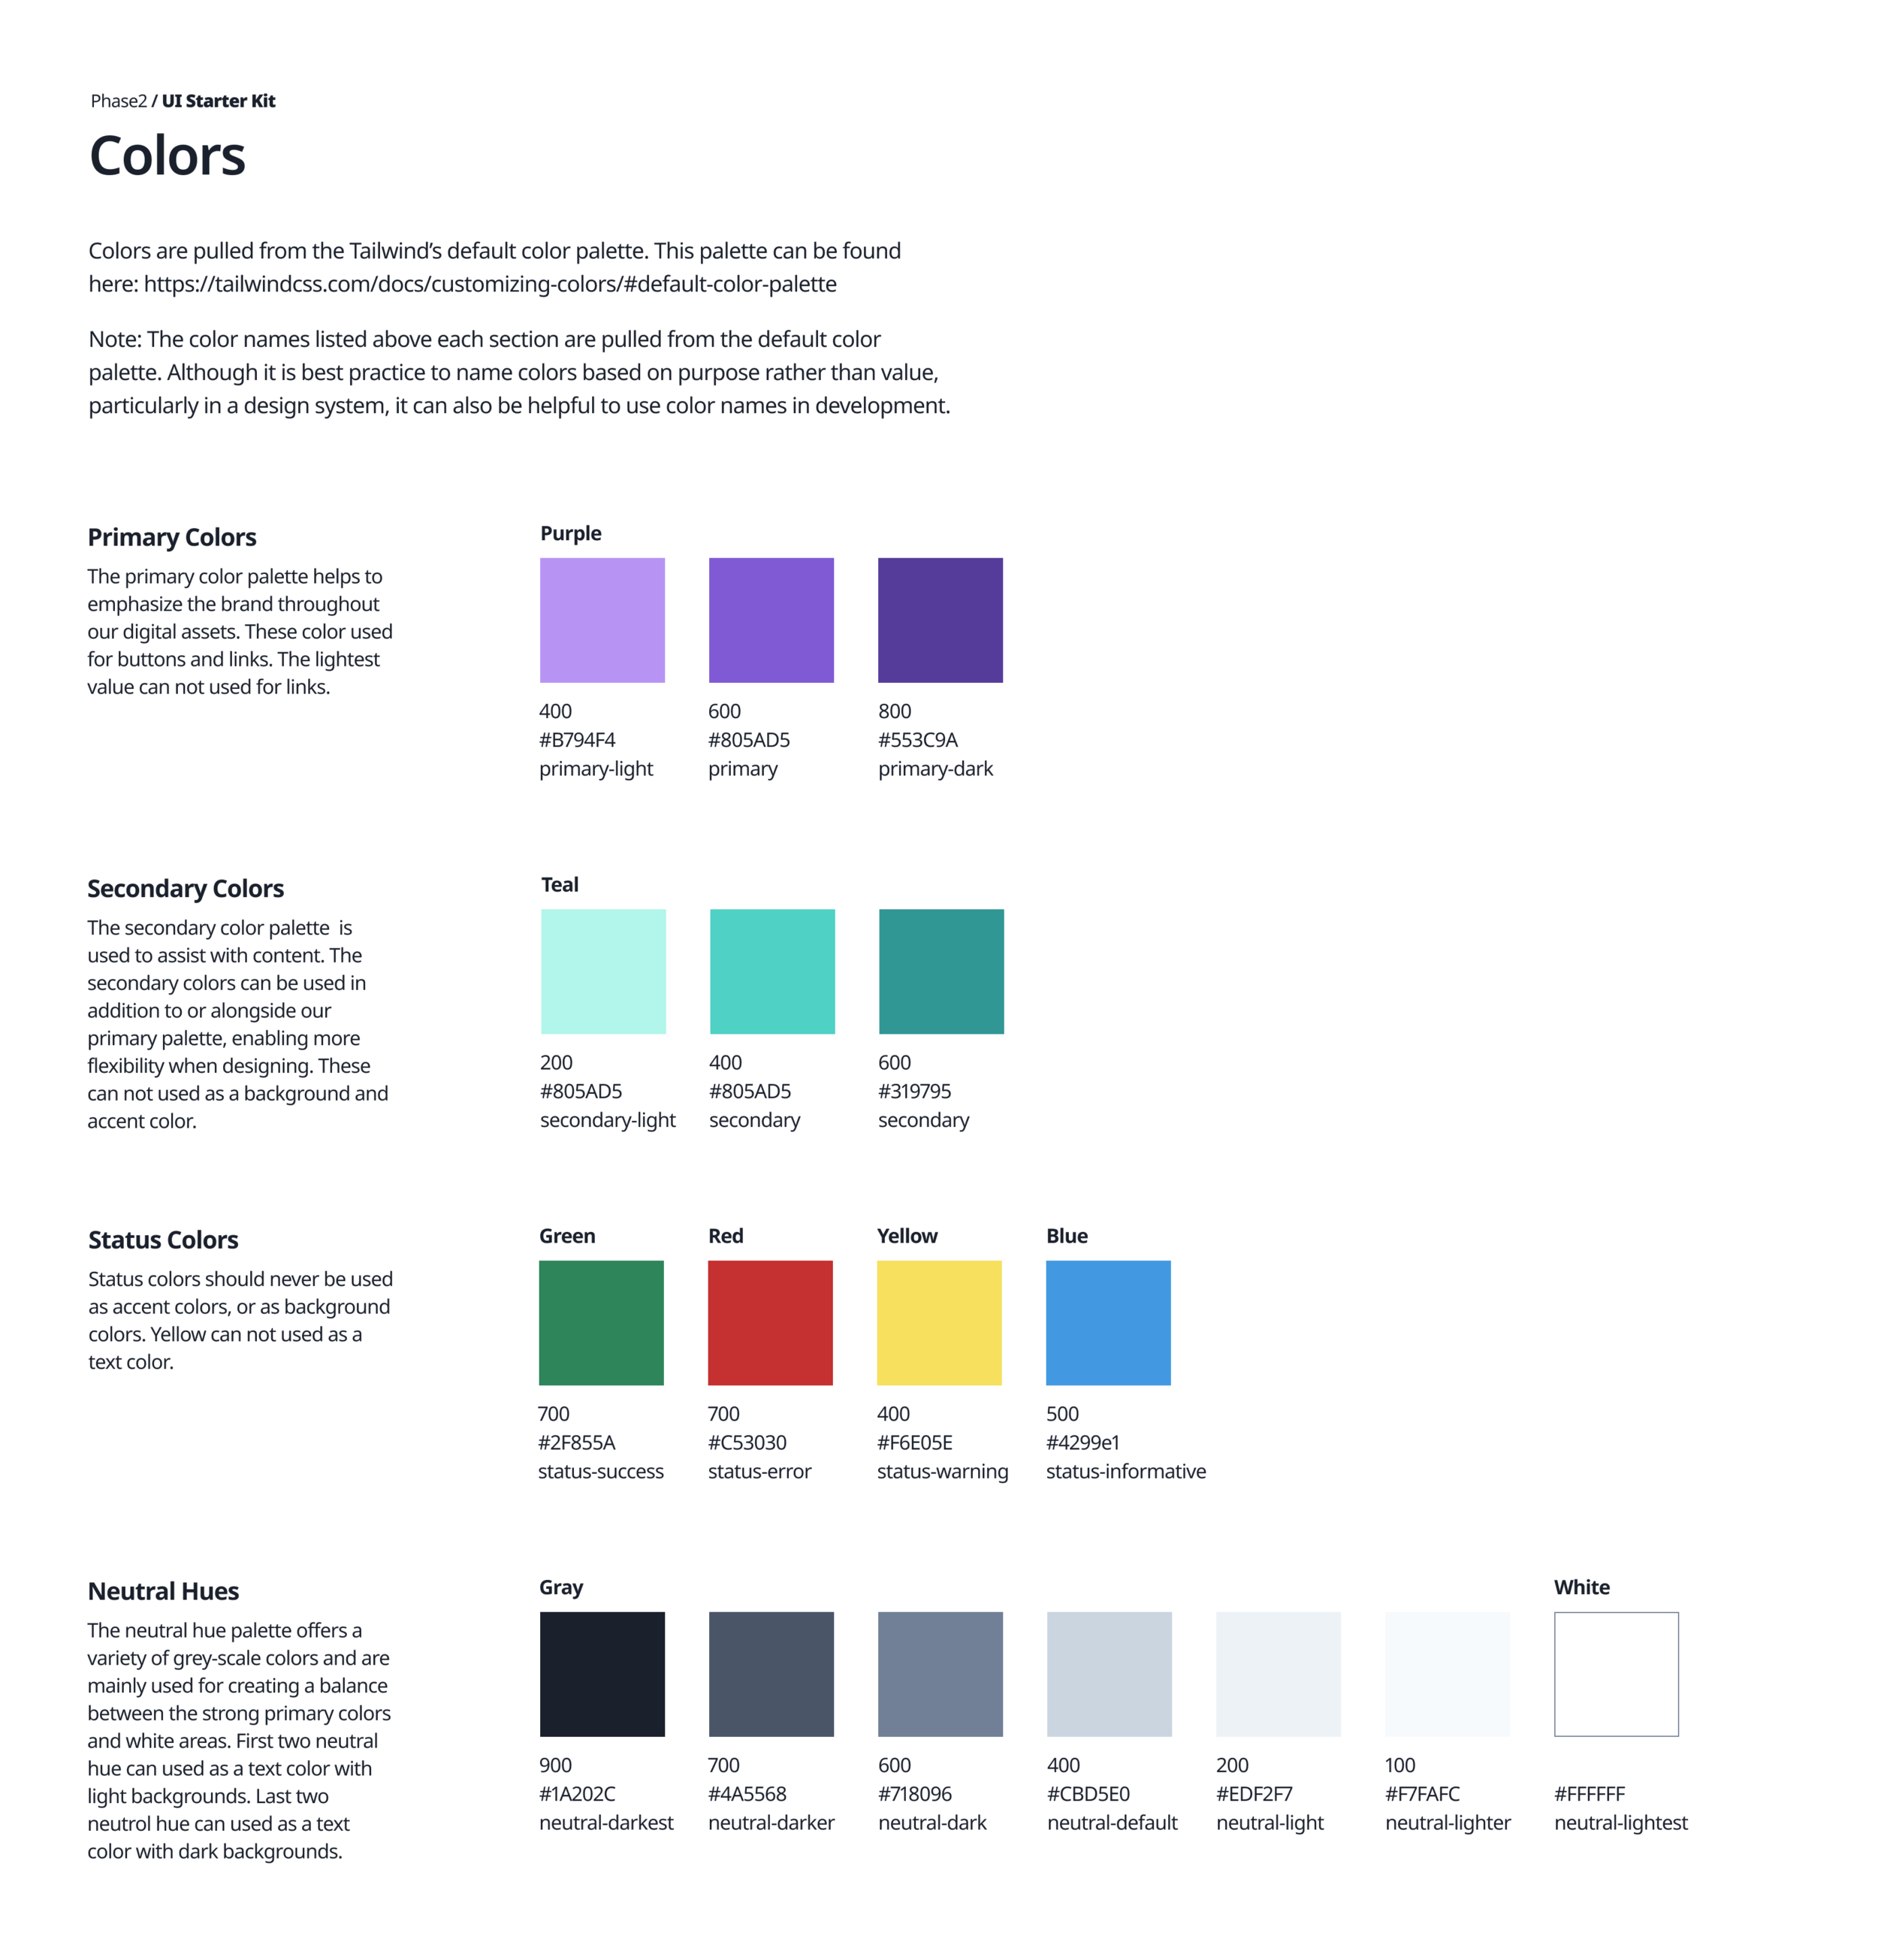 Phase2 / UI Starter Kit
Colors
Colors are pulled from the Tailwind’s default color palette. This palette can be found
here: https://tailwindcss.com/docs/customizing-colors/#default-color-palette
Note: The color names listed above each section are pulled from the default color
palette. Although it is best practice to name colors based on purpose rather than value,
particularly in a design system, it can also be helpful to use color names in development.
Primary Colors
The primary color palette helps to
emphasize the brand throughout
our digital assets. These color used
for buttons and links. The lightest
value can not used for links.
Purple
400
#B794F4
primary-light
600
#805AD5
primary
800
#553C9A
primary-dark
Secondary Colors
The secondary color palette  is
used to assist with content. The
secondary colors can be used in
addition to or alongside our
primary palette, enabling more
flexibility when designing. These
can not used as a background and
accent color.
Teal
200
#805AD5
secondary-light
400
#805AD5
secondary
600
#319795
secondary
Status Colors
Status colors should never be used
as accent colors, or as background
colors. Yellow can not used as a
text color.
Green
700
#2F855A
status-success
Red
700
#C53030
status-error
Yellow
400
#F6E05E
status-warning
Blue
500
#4299e1
status-informative
Neutral Hues
The neutral hue palette offers a
variety of grey-scale colors and are
mainly used for creating a balance
between the strong primary colors
and white areas. First two neutral
hue can used as a text color with
light backgrounds. Last two
neutrol hue can used as a text
color with dark backgrounds.
Gray
900
#1A202C
neutral-darkest
700
#4A5568
neutral-darker
600
#718096
neutral-dark
400
#CBD5E0
neutral-default
200
#EDF2F7
neutral-light
100
#F7FAFC
neutral-lighter
White
#FFFFFF
neutral-lightest